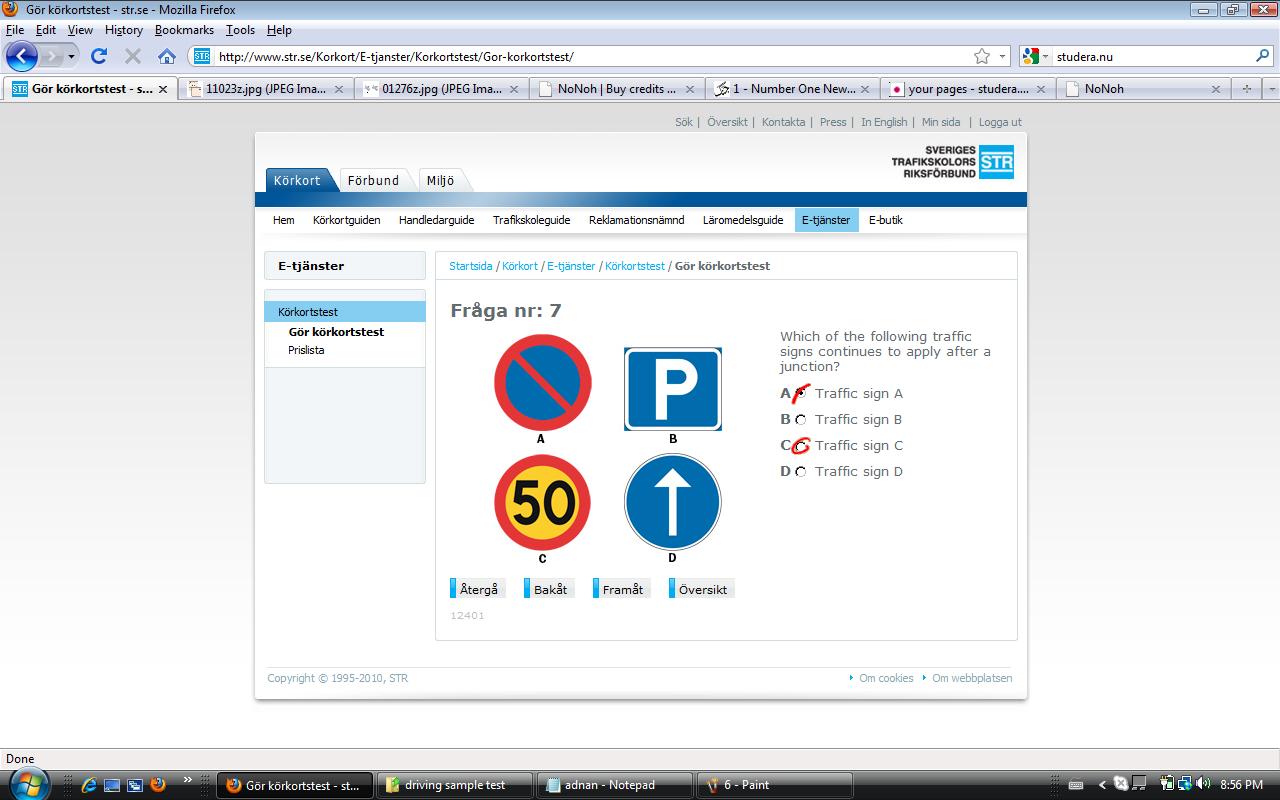 Gör körkortstest - str.se - Mozilla Firefox
File Edit View History Bookmarks Tools Help
STR http://www.str.se/Korkort/E-tjanster/Korkortstest/Gor-korkortstest/ studera.nu
STR Gör körkortstest - s... 11023z.jpg (JPEG Ima... 01276z.jpg (JPEG Ima... NoNoh | Buy credits ... 1 - Number One New... your pages - studera.... NoNoh
Sök | Översikt | Kontakta | Press | In English | Min sida | Logga ut
SVERIGES
TRAFIKSKOLORS STR
RIKSFÖRBUND
Körkort Förbund Miljö
Hem Körkortguiden Handledarguide Trafikskoleguide Reklamationsnämnd Läromedelsguide E-tjänster E-butik
E-tjänster
Körkortstest
Gör körkortstest
Prislista
Startsida / Körkort / E-tjänster / Körkortstest / Gör körkortstest
Fråga nr: 7
P
A B
50
C D
Which of the following traffic
signs continues to apply after a
junction?
A Traffic sign A
B Traffic sign B
C Traffic sign C
D Traffic sign D
Återgå Bakåt Framåt Översikt
12401
Copyright © 1995-2010, STR Om cookies Om webbplatsen
Done
Gör körkortstest - st... driving sample test adnan - Notepad 6 - Paint 8:56 PM